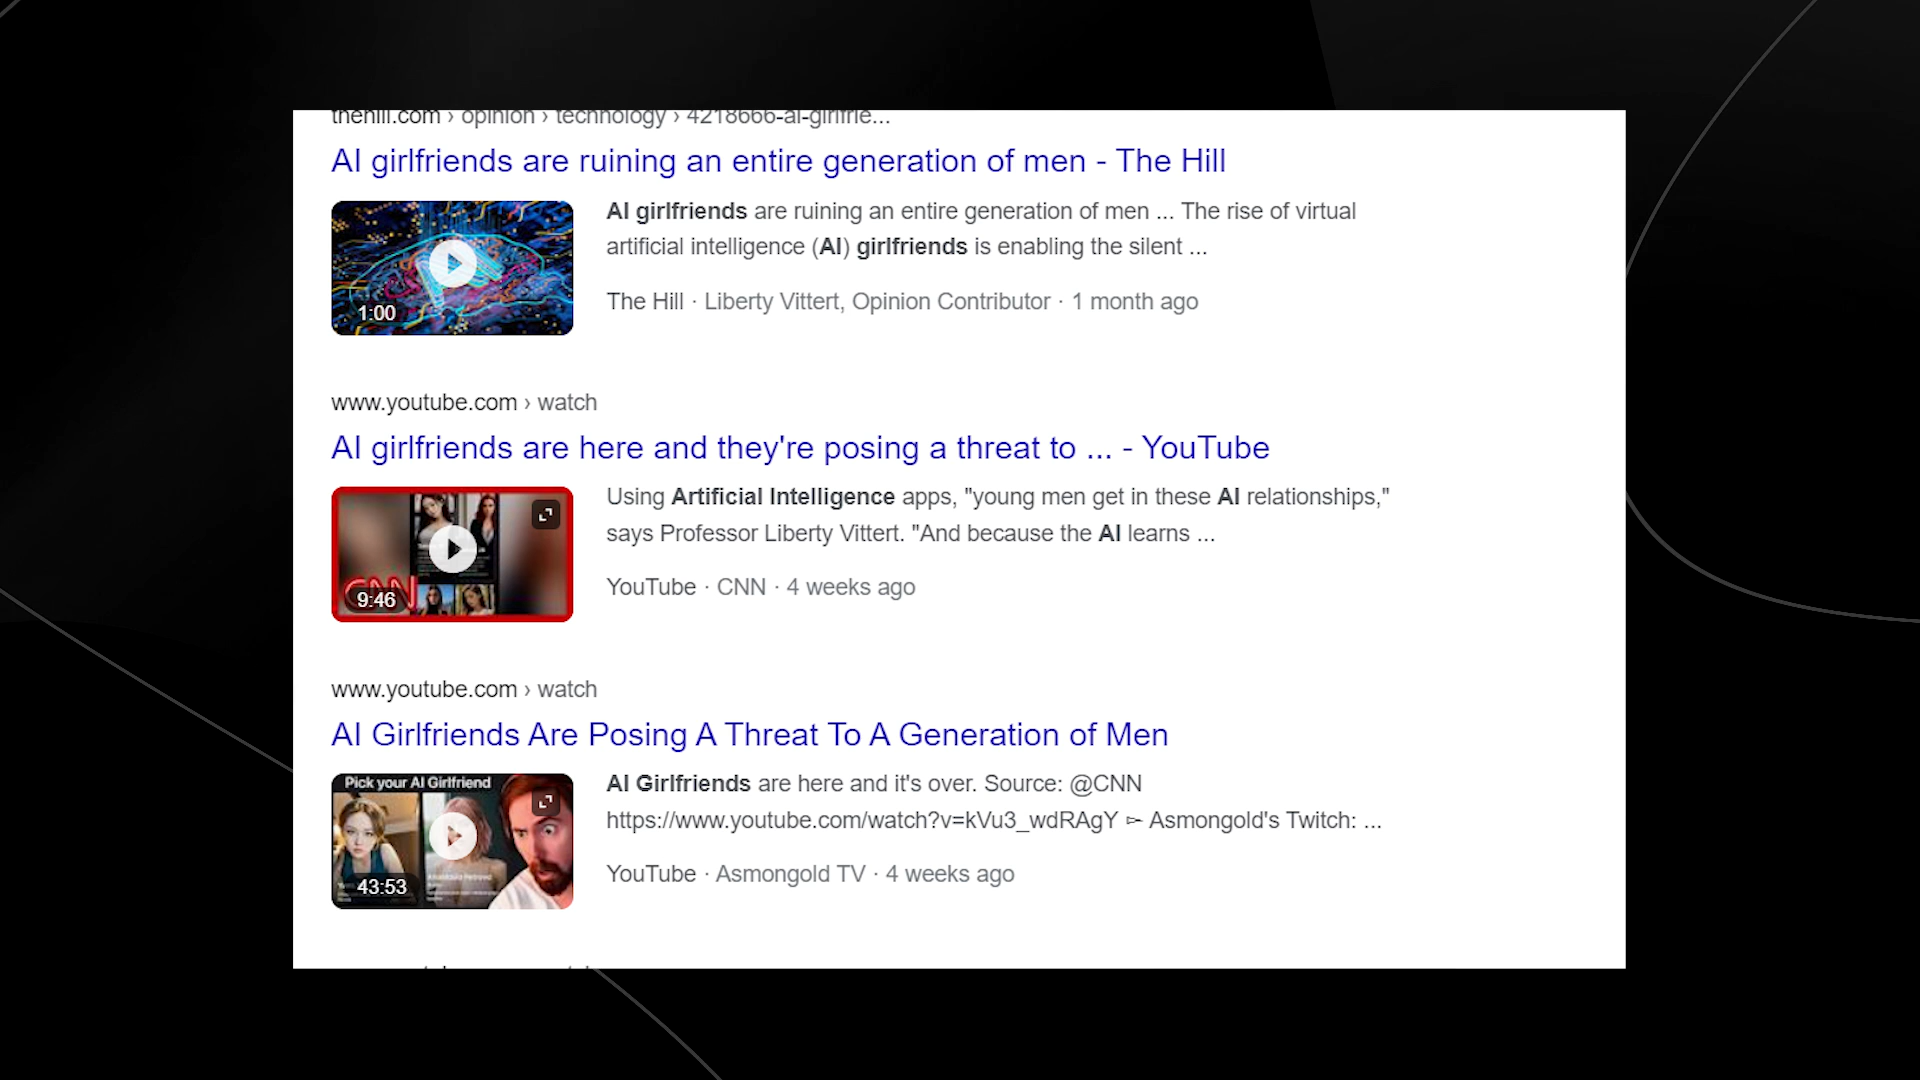 thehill.com › opinion › technology › 4218666-ai-girlfrie...
AI girlfriends are ruining an entire generation of men - The Hill
AI girlfriends are ruining an entire generation of men ... The rise of virtual
artificial intelligence (AI) girlfriends is enabling the silent ...
1:00
The Hill · Liberty Vittert, Opinion Contributor · 1 month ago
www.youtube.com › watch
AI girlfriends are here and they're posing a threat to ... - YouTube
Using Artificial Intelligence apps, "young men get in these AI relationships,"
says Professor Liberty Vittert. "And because the AI learns ...
CNN
9:46
YouTube · CNN · 4 weeks ago
www.youtube.com › watch
AI Girlfriends Are Posing A Threat To A Generation of Men
Pick your AI Girlfriend
AI Girlfriends are here and it's over. Source: @CNN
https://www.youtube.com/watch?v=kVu3_wdRAgY ► Asmongold's Twitch: ...
43:53
YouTube · Asmongold TV · 4 weeks ago